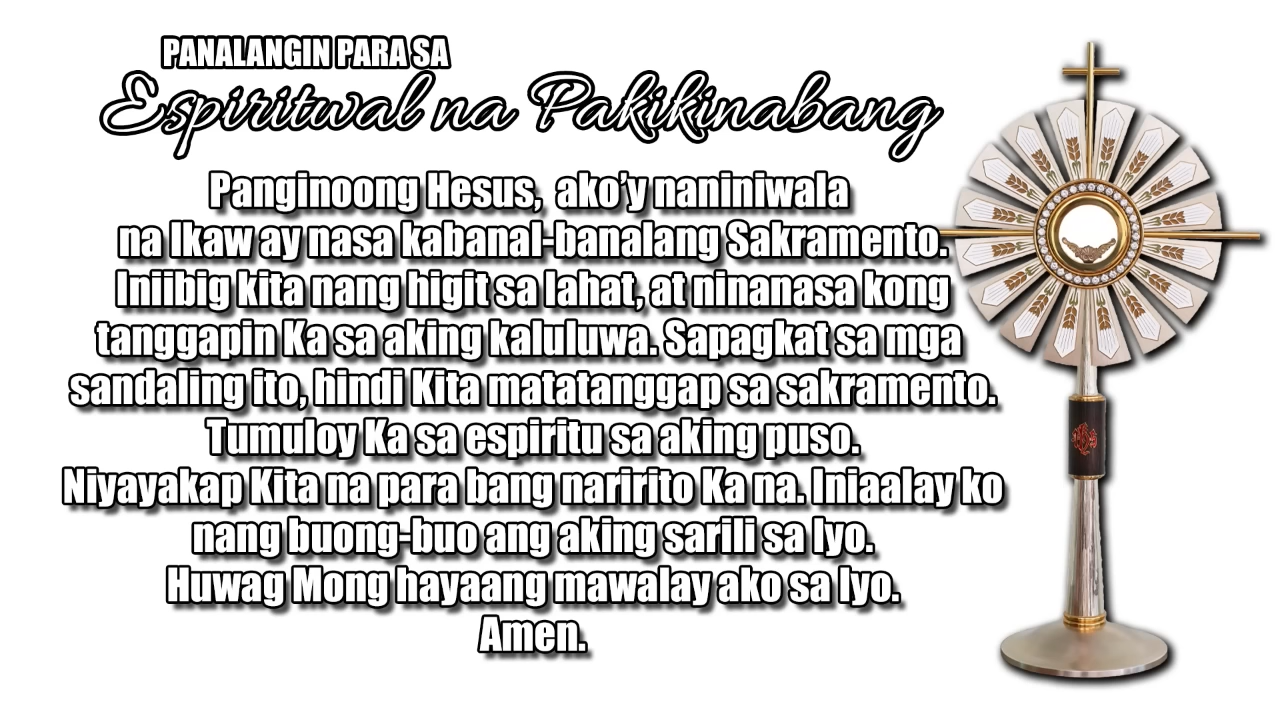 PANALANGIN PARA SA
Espiritwal na Pakikinabang
Panginoong Hesus, ako'y naniniwala
na Ikaw ay nasa kabanal-banalang Sakramento.
Iniibig kita nang higit sa lahat, at ninanasa kong
tanggapin Ka sa aking kaluluwa. Sapagkat sa mga
sandaling ito, hindi Kita matatanggap sa sakramento.
Tumuloy Ka sa espiritu sa aking puso.
Niyayakap Kita na para bang naririto Ka na. Iniaalay ko
nang buong-buo ang aking sarili sa Iyo.
Huwag Mong hayaang mawalay ako sa Iyo.
Amen.